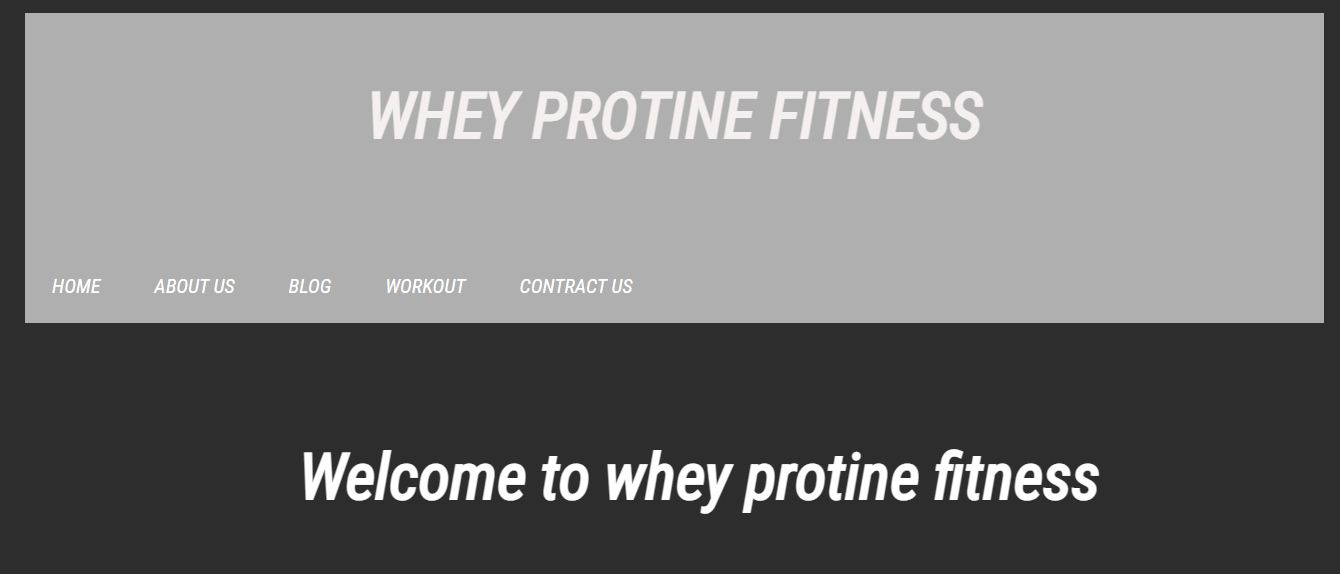 WHEY PROTINE FITNESS
HOME ABOUT US BLOG WORKOUT CONTRACT US
Welcome to whey protine fitness